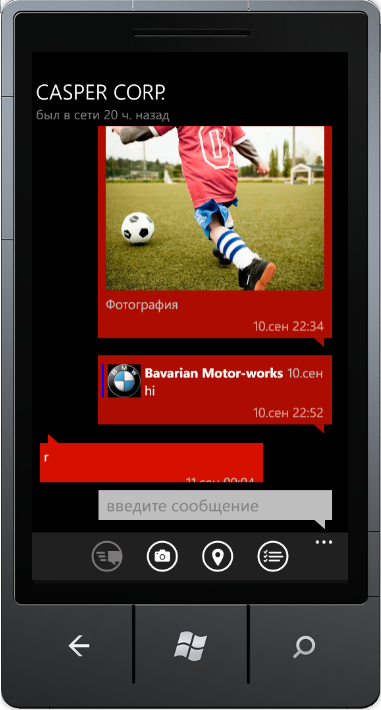 CASPER CORP.
был в сети 20 ч. назад
Фотография
10.сен 22:34
BMW
Bavarian Motor-works 10.сен
hi
10.сен 22:52
г
11.сен 00:04
введите сообщение